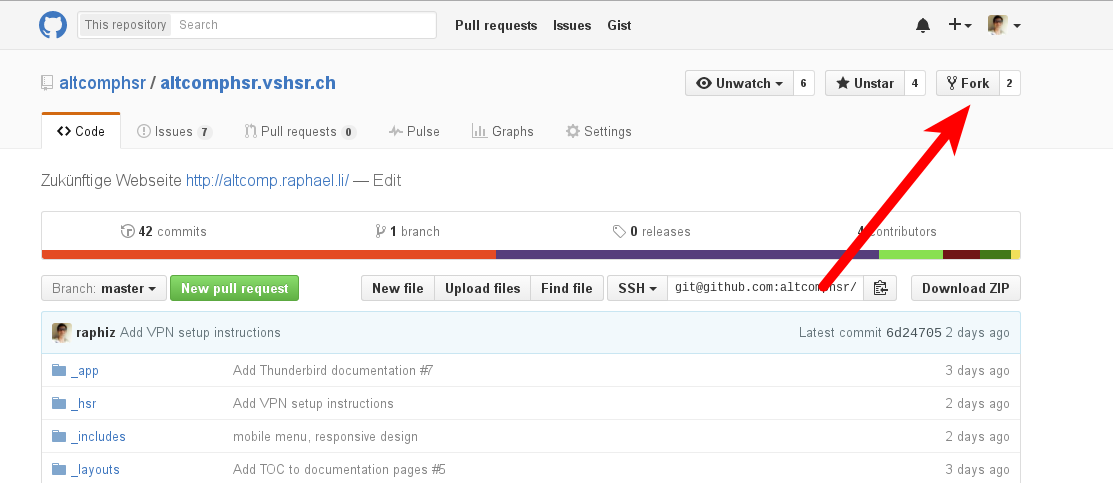 This repository Search Pull requests Issues Gist
altcomphsr / altcomphsr.vshsr.ch Unwatch 6 Unstar 4 Fork 2
Code Issues 7 Pull requests 0 Pulse Graphs Settings
Zukünftige Webseite http://altcomp.raphael.li/ — Edit
42 commits 1 branch 0 releases 4 contributors
Branch: master New pull request New file Upload files Find file SSH git@github.com:altcomphsr/ Download ZIP
raphiz Add VPN setup instructions Latest commit 6d24705 2 days ago
_app Add Thunderbird documentation #7 3 days ago
_hsr Add VPN setup instructions 2 days ago
_includes mobile menu, responsive design 2 days ago
_layouts Add TOC to documentation pages #5 3 days ago